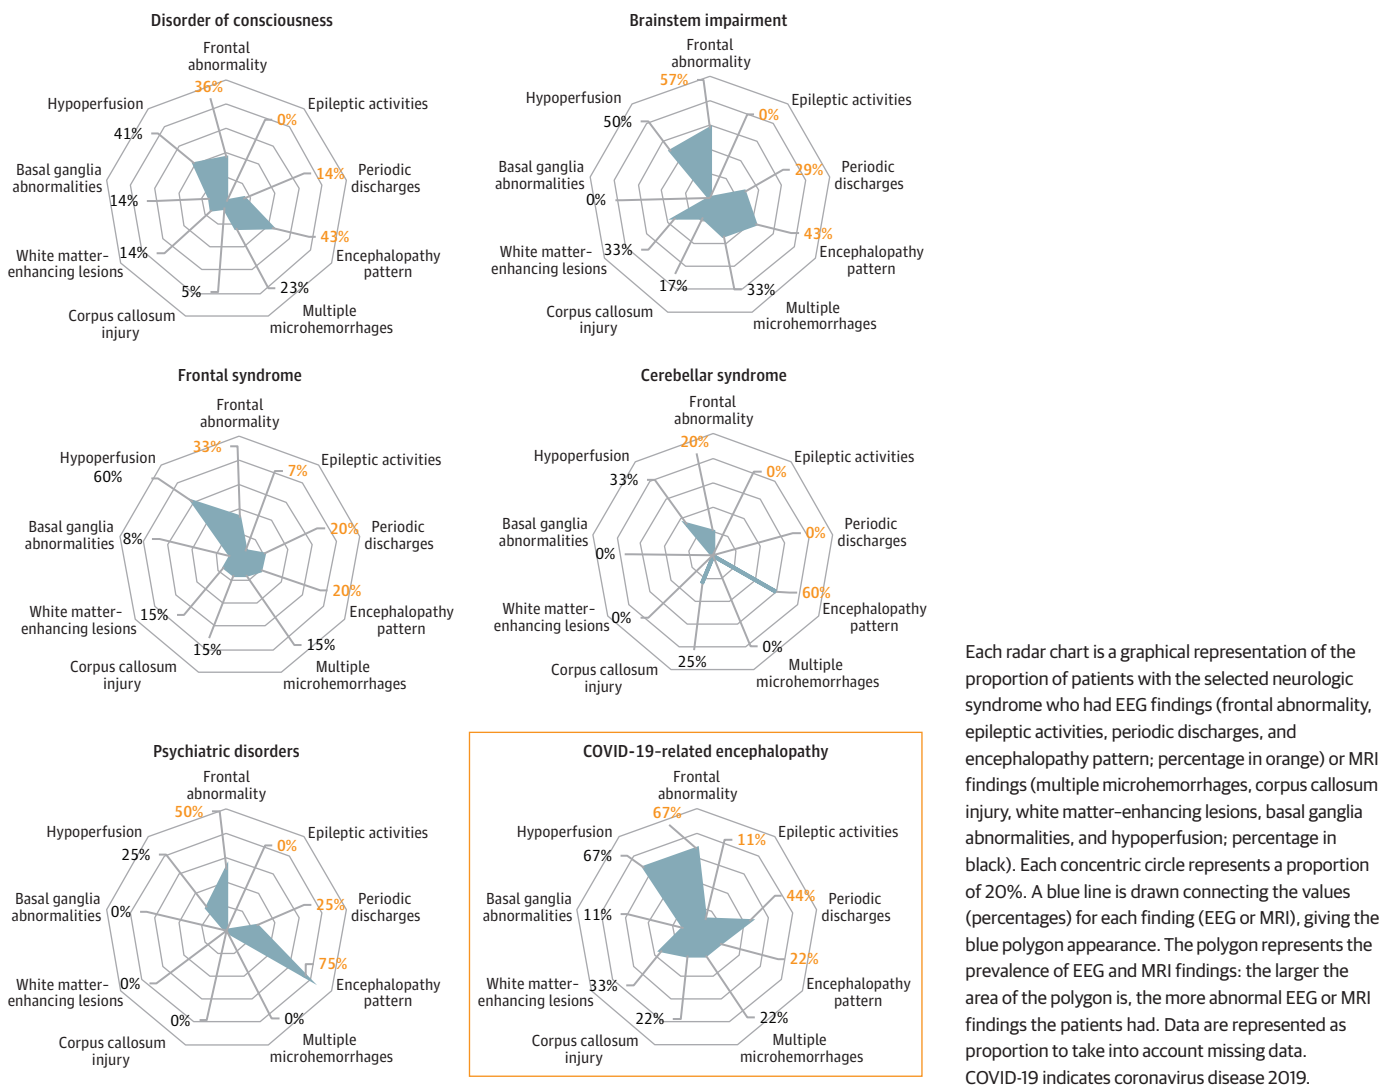 Disorder of consciousness
Frontal
abnormality
36%
Hypoperfusion
Epileptic activities
41%
0%
Basal ganglia
abnormalities
14%
Periodic
discharges
14%
White matter–
enhancing lesions
14%
43%
Encephalopathy
pattern
5%
23%
Corpus callosum
injury
Multiple
microhemorrhages
Brainstem impairment
Frontal
abnormality
57%
Hypoperfusion
Epileptic activities
50%
0%
Basal ganglia
abnormalities
29%
Periodic
discharges
0%
White matter–
enhancing lesions
33%
43%
Encephalopathy
pattern
17%
33%
Corpus callosum
injury
Multiple
microhemorrhages
Frontal syndrome
Frontal
abnormality
33%
Hypoperfusion
Epileptic activities
60%
7%
Basal ganglia
abnormalities
8%
20%
Periodic
discharges
20%
White matter–
enhancing lesions
15%
Encephalopathy
pattern
15%
15%
Corpus callosum
injury
Multiple
microhemorrhages
Cerebellar syndrome
Frontal
abnormality
20%
Hypoperfusion
Epileptic activities
33%
0%
Basal ganglia
abnormalities
0%
0%
Periodic
discharges
60%
White matter–
enhancing lesions
0%
Encephalopathy
pattern
25%
0%
Corpus callosum
injury
Multiple
microhemorrhages
Psychiatric disorders
Frontal
abnormality
50%
Hypoperfusion
Epileptic activities
25%
0%
Basal ganglia
abnormalities
0%
25%
Periodic
discharges
75%
White matter–
enhancing lesions
0%
Encephalopathy
pattern
0%
0%
Corpus callosum
injury
Multiple
microhemorrhages
COVID-19–related encephalopathy
Frontal
abnormality
67%
Hypoperfusion
Epileptic activities
67%
11%
Basal ganglia
abnormalities
11%
44%
Periodic
discharges
22%
White matter–
enhancing lesions
33%
Encephalopathy
pattern
22%
22%
Corpus callosum
injury
Multiple
microhemorrhages
Each radar chart is a graphical representation of the
proportion of patients with the selected neurologic
syndrome who had EEG findings (frontal abnormality,
epileptic activities, periodic discharges, and
encephalopathy pattern; percentage in orange) or MRI
findings (multiple microhemorrhages, corpus callosum
injury, white matter–enhancing lesions, basal ganglia
abnormalities, and hypoperfusion; percentage in
black). Each concentric circle represents a proportion
of 20%. A blue line is drawn connecting the values
(percentages) for each finding (EEG or MRI), giving the
blue polygon appearance. The polygon represents the
prevalence of EEG and MRI findings: the larger the
area of the polygon is, the more abnormal EEG or MRI
findings the patients had. Data are represented as
proportion to take into account missing data.
COVID-19 indicates coronavirus disease 2019.